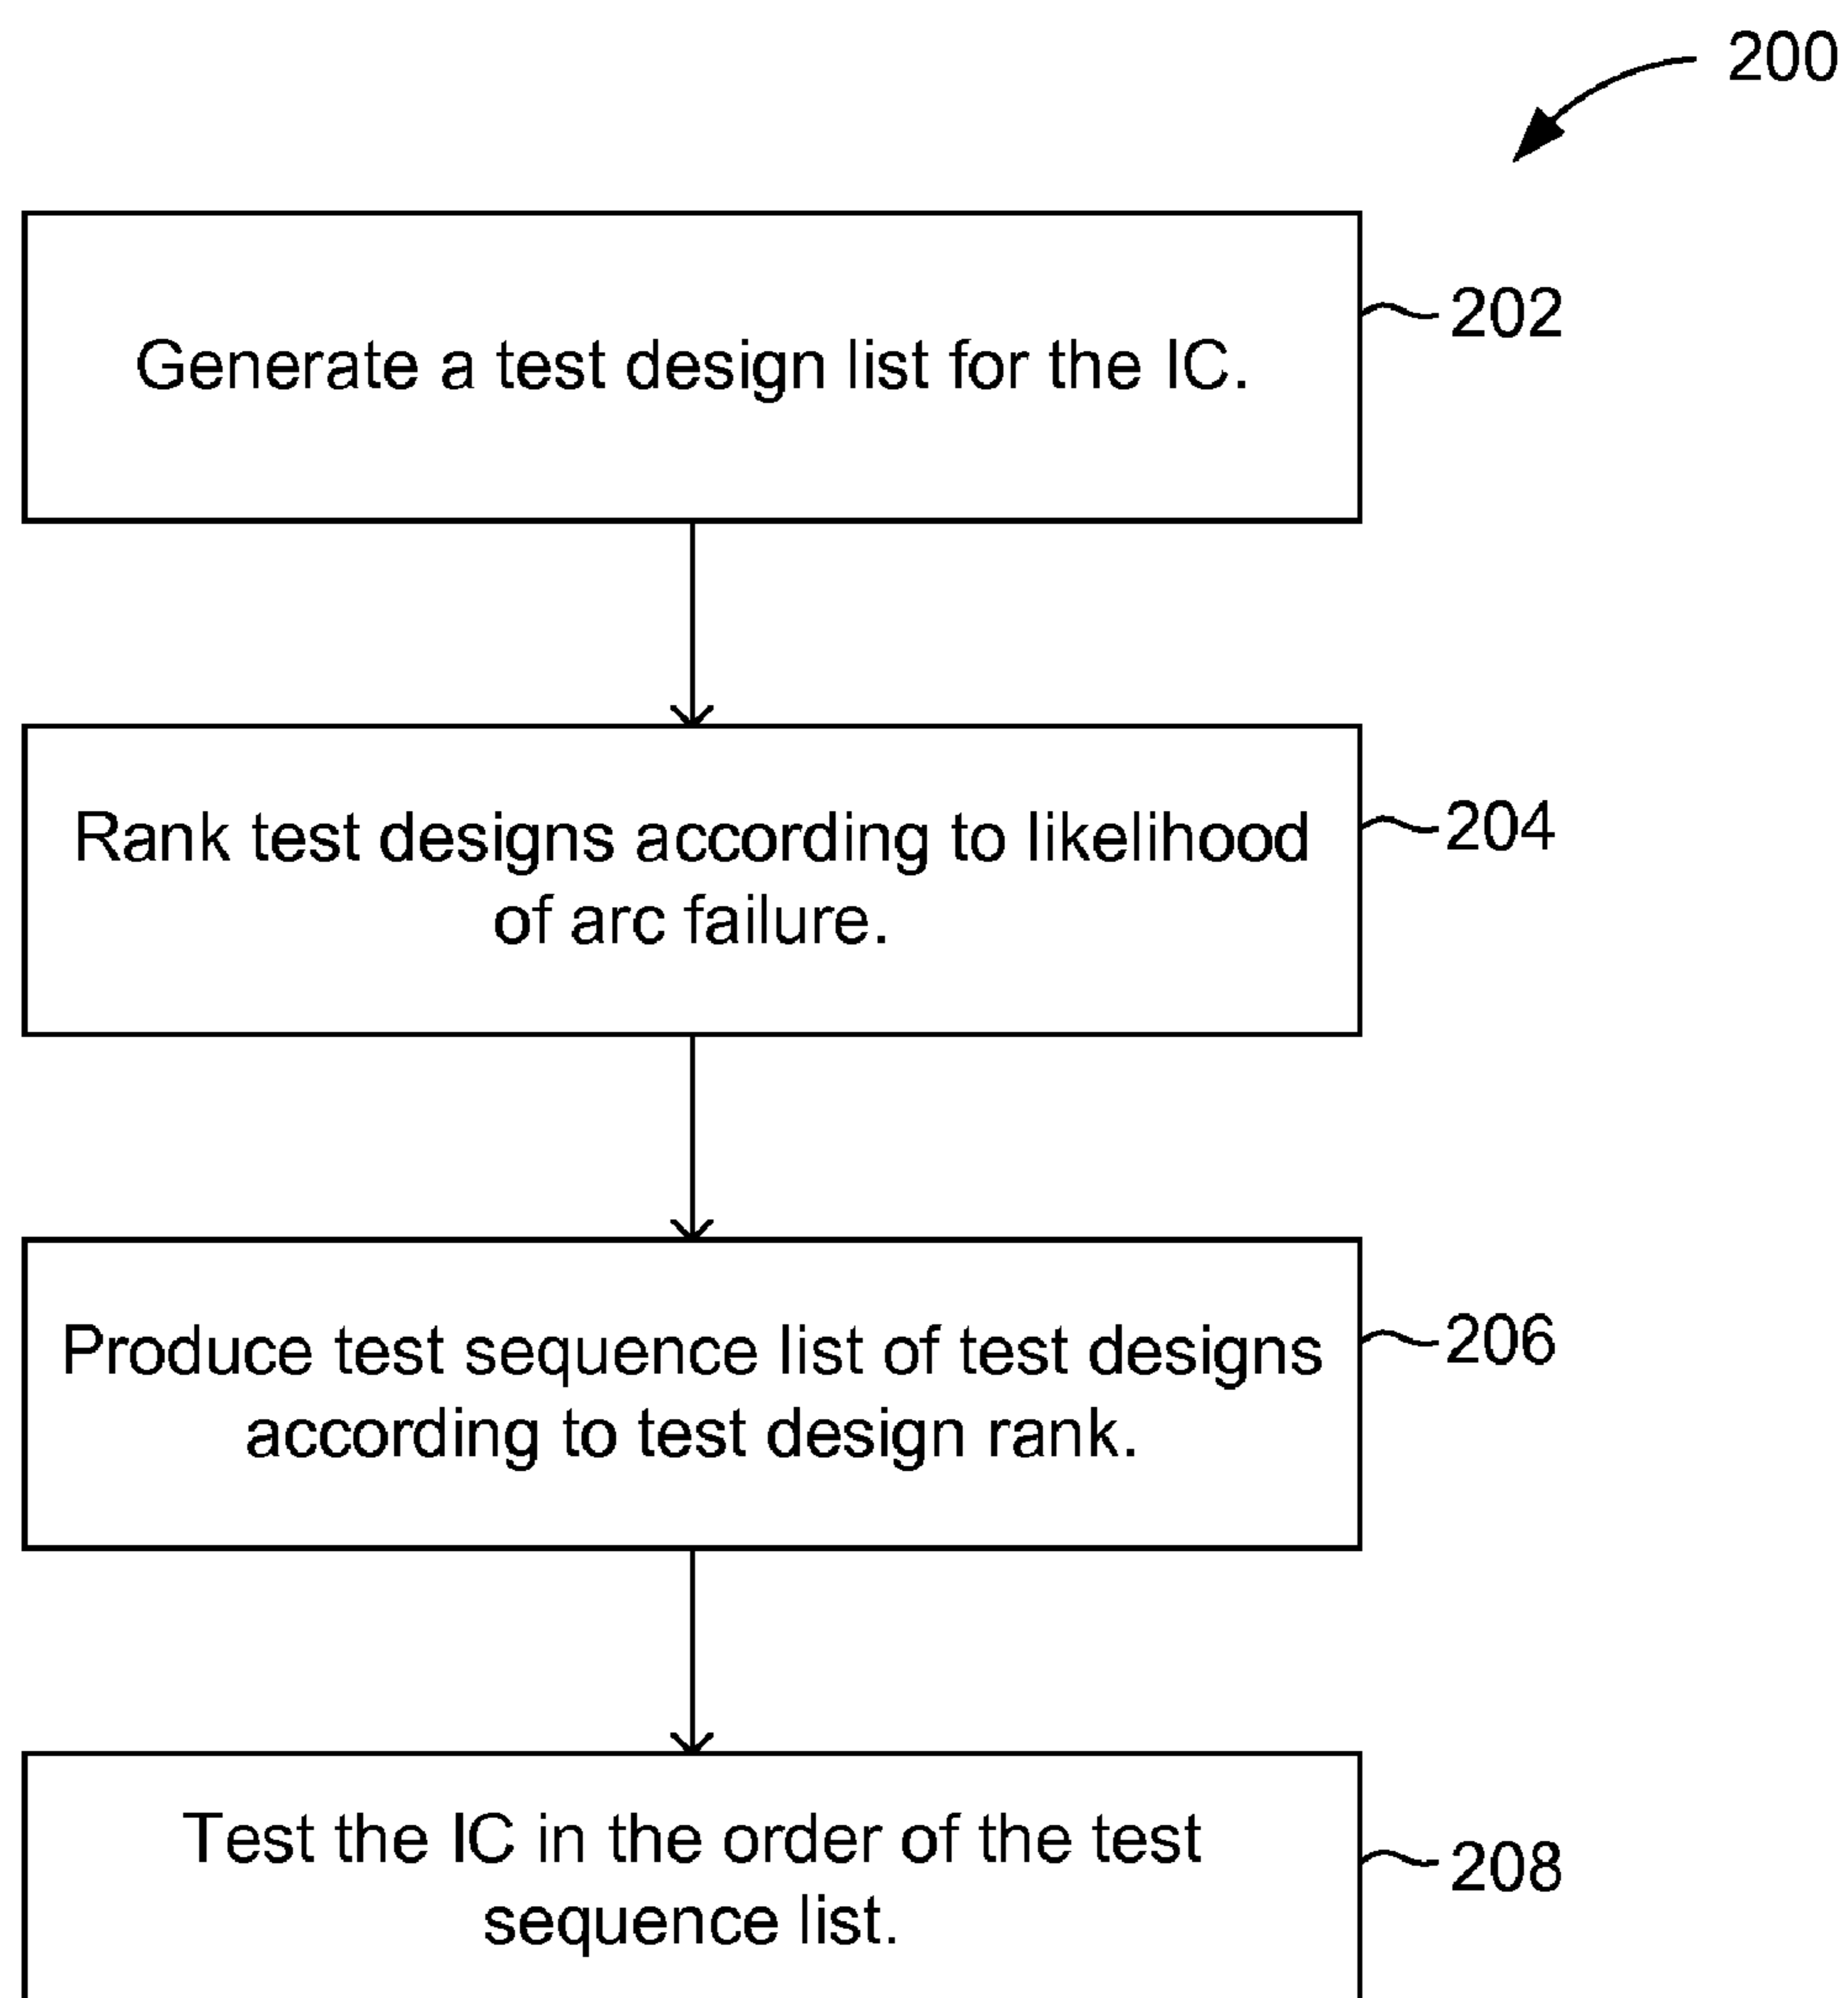 200
Generate a test design list for the IC.
202
Rank test designs according to likelihood
of arc failure.
204
Produce test sequence list of test designs
according to test design rank.
206
Test the IC in the order of the test
sequence list.
208